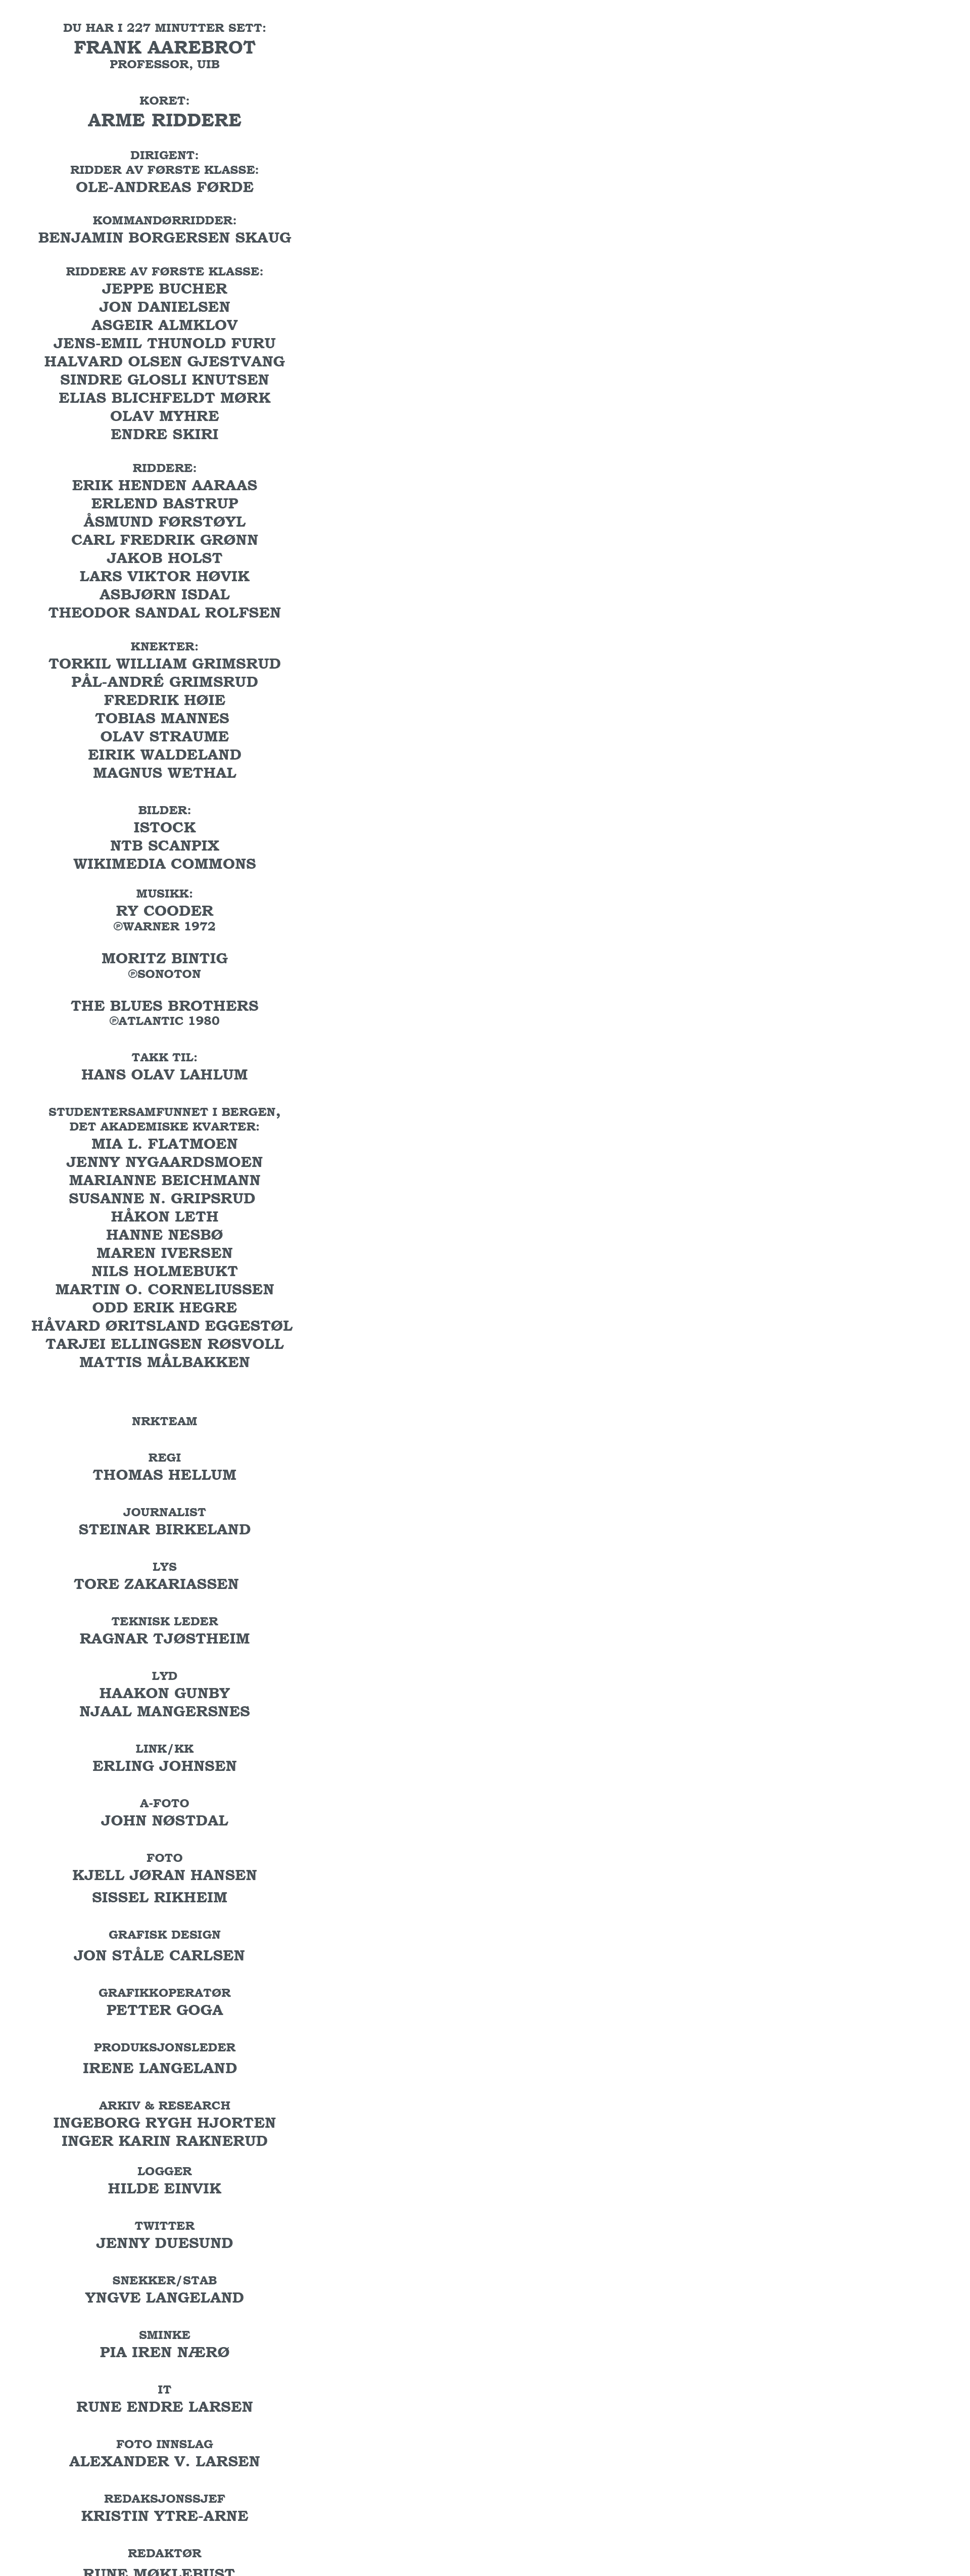 DU HAR I 227 MINUTTER SETT:
FRANK AAREBROT
PROFESSOR, UIB
KORET:
ARME RIDDERE
DIRIGENT:
RIDDER AV FØRSTE KLASSE:
OLE-ANDREAS FØRDE
KOMMANDØRRIDDER:
BENJAMIN BORGERSEN SKAUG
RIDDERE AV FØRSTE KLASSE:
JEPPE BUCHER
JON DANIELSEN
ASGEIR ALMKLOV
JENS-EMIL THUNOLD FURU
HALVARD OLSEN GJESTVANG
SINDRE GLOSLI KNUTSEN
ELIAS BLICHFELDT MØRK
OLAV MYHRE
ENDRE SKIRI
RIDDERE:
ERIK HENDEN AARAAS
ERLEND BASTRUP
ÅSMUND FØRSTØYL
CARL FREDRIK GRØNN
JAKOB HOLST
LARS VIKTOR HØVIK
ASBJØRN ISDAL
THEODOR SANDAL ROLFSEN
KNEKTER:
TORKIL WILLIAM GRIMSRUD
PÅL-ANDRÉ GRIMSRUD
FREDRIK HØIE
TOBIAS MANNES
OLAV STRAUME
EIRIK WALDELAND
MAGNUS WETHAL
BILDER:
ISTOCK
NTB SCANPIX
WIKIMEDIA COMMONS
MUSIKK:
RY COODER
℗WARNER 1972
MORITZ BINTIG
℗SONOTON
THE BLUES BROTHERS
℗ATLANTIC 1980
TAKK TIL:
HANS OLAV LAHLUM
STUDENTERSAMFUNNET I BERGEN,
DET AKADEMISKE KVARTER:
MIA L. FLATMOEN
JENNY NYGAARDSMOEN
MARIANNE BEICHMANN
SUSANNE N. GRIPSRUD
HÅKON LETH
HANNE NESBØ
MAREN IVERSEN
NILS HOLMEBUKT
MARTIN O. CORNELIUSSEN
ODD ERIK HEGRE
HÅVARD ØRITSLAND EGGESTØL
TARJEI ELLINGSEN RØSVOLL
MATTIS MÅLBAKKEN
NRKTEAM
REGI
THOMAS HELLUM
JOURNALIST
STEINAR BIRKELAND
LYS
TORE ZAKARIASSEN
TEKNISK LEDER
RAGNAR TJØSTHEIM
LYD
HAAKON GUNBY
NJAAL MANGERSNES
LINK/KK
ERLING JOHNSEN
A-FOTO
JOHN NØSTDAL
FOTO
KJELL JØRAN HANSEN
SISSEL RIKHEIM
GRAFISK DESIGN
JON STÅLE CARLSEN
GRAFIKKOPERATØR
PETTER GOGA
PRODUKSJONSLEDER
IRENE LANGELAND
ARKIV & RESEARCH
INGEBORG RYGH HJORTEN
INGER KARIN RAKNERUD
LOGGER
HILDE EINVIK
TWITTER
JENNY DUESUND
SNEKKER/STAB
YNGVE LANGELAND
SMINKE
PIA IREN NÆRØ
IT
RUNE ENDRE LARSEN
FOTO INNSLAG
ALEXANDER V. LARSEN
REDAKSJONSSJEF
KRISTIN YTRE-ARNE
REDAKTØR
RUNE MØKLEBUST